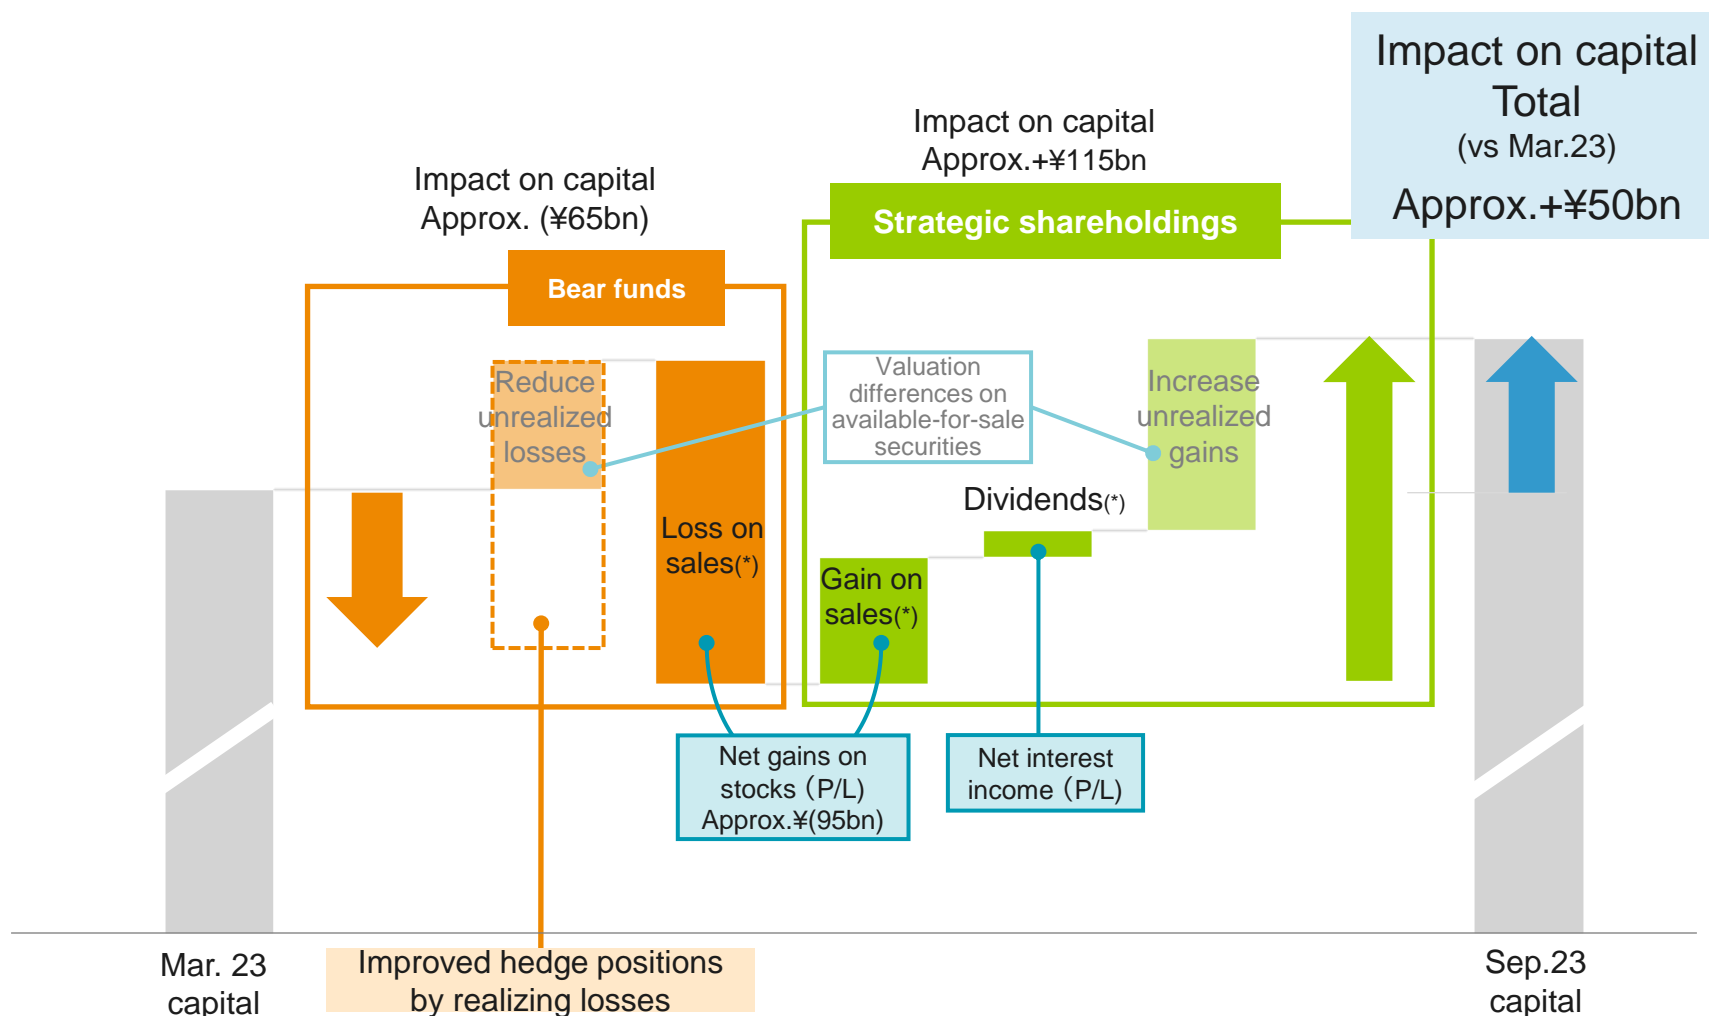 Impact on capital
Total
(vs Mar.23)
Approx.+¥50bn
Impact on capital
Approx.+¥115bn
Impact on capital
Approx. (¥65bn)
Strategic shareholdings
Bear funds
Reduce
unrealized
losses
Valuation
differences on
available-for-sale
securities
Increase
unrealized
gains
Dividends(*)
Loss on
sales(*)
Gain on
sales(*)
Net gains on
stocks（P/L)
Approx.¥(95bn)
Net interest
income（P/L)
Mar. 23
capital
Improved hedge positions
by realizing losses
Sep.23
capital